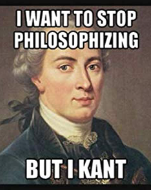 I WANT TO STOP
PHILOSOPHIZING
BUT I KANT